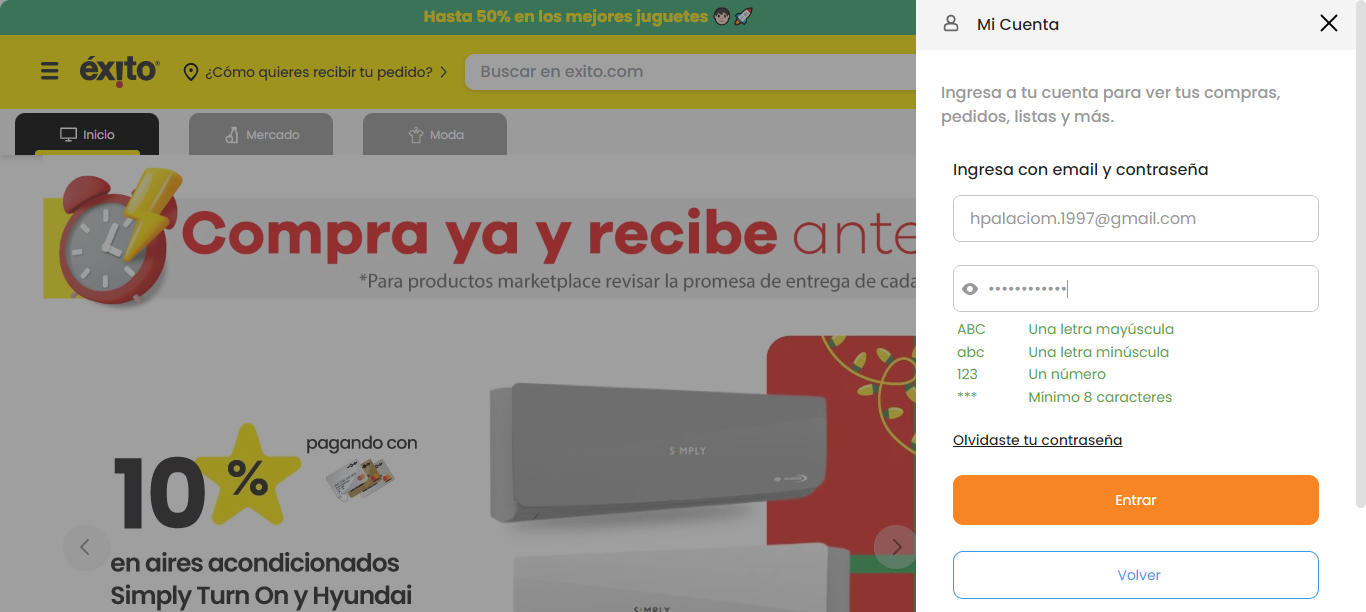 Hasta 50% en los mejores juguetes
éxito
¿Cómo quieres recibir tu pedido?
Buscar en exito.com
Inicio
Mercado
Moda
Compra ya y recibe ante
*Para productos marketplace revisar la promesa de entrega de cada
10%
pagando con
en aires acondicionados
Simply Turn On y Hyundai
SIMPLY
SIMPLY
Mi Cuenta
Ingresa a tu cuenta para ver tus compras,
pedidos, listas y más.
Ingresa con email y contraseña
hpalaciom.1997@gmail.com
••••••••••••
ABC Una letra mayúscula
abc Una letra minúscula
123 Un número
*** Mínimo 8 caracteres
Olvidaste tu contraseña
Entrar
Volver